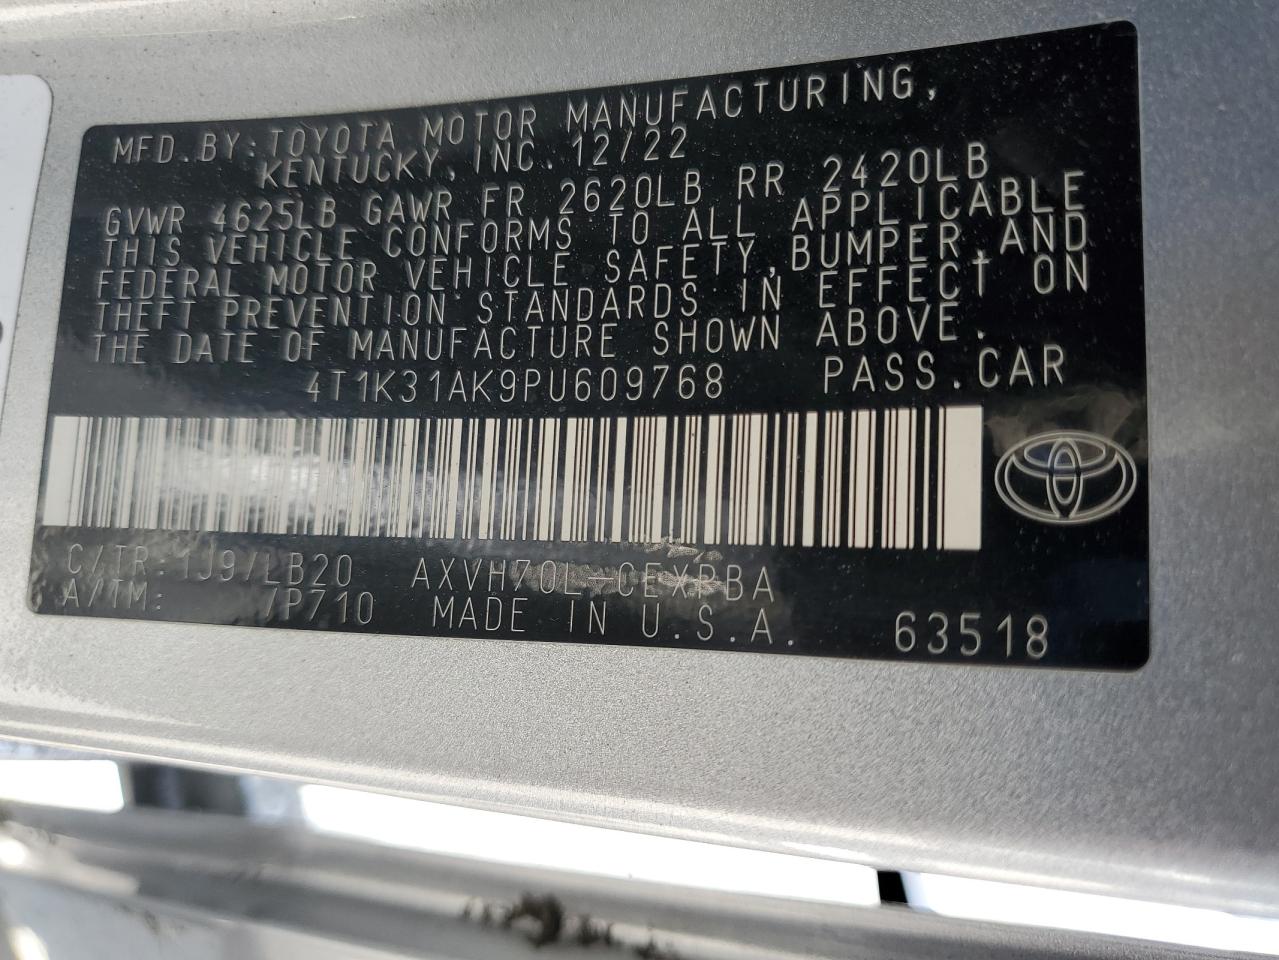 MFD.BY:TOYOTA MOTOR MANUFACTURING,
KENTUCKY, INC. 12/22
GVWR 4625LB GAWR FR 2620LB RR 2420LB
THIS VEHICLE CONFORMS TO ALL APPLICABLE
FEDERAL MOTOR VEHICLE SAFETY,BUMPER,AND
THEFT PREVENTION STANDARDS IN EFFECT ON
THE DATE OF MANUFACTURE SHOWN ABOVE.
4T1K31AK9PU609768 PASS.CAR
C/TR:1J9/LB20 AXVH70L-CEXRBA
A/TM: /P710 MADE IN U.S.A. 63518